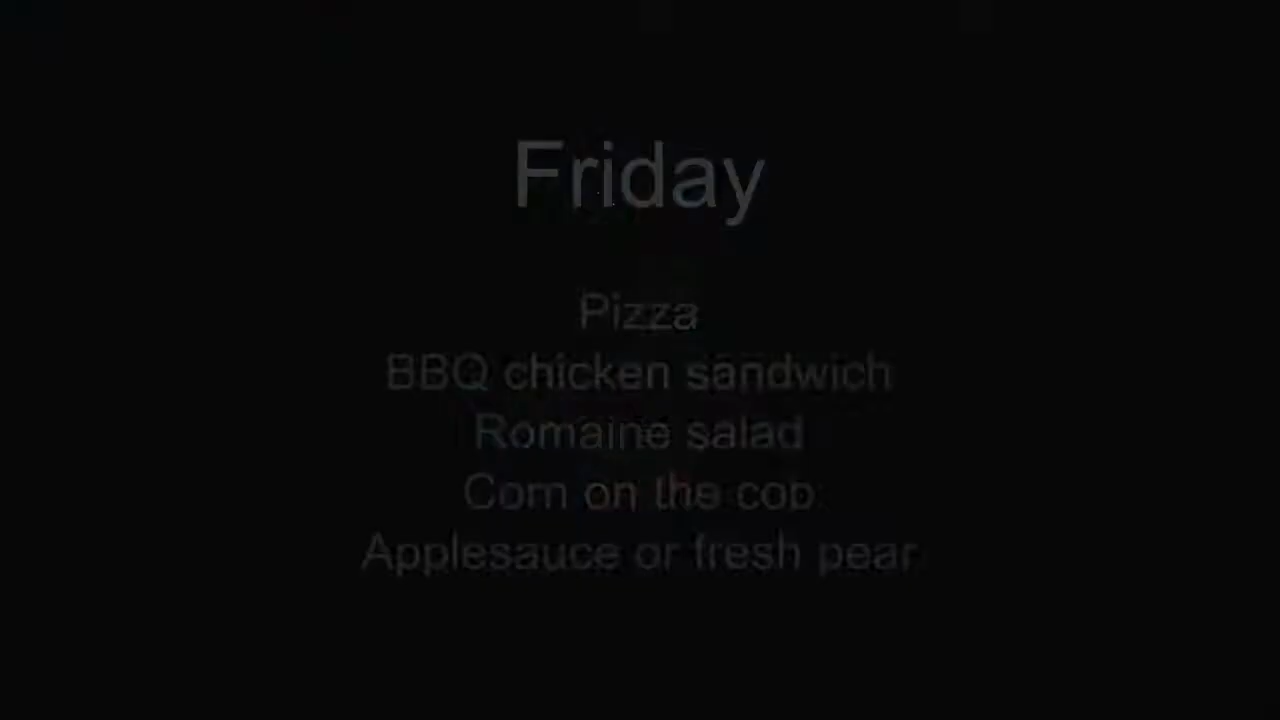 Friday
Pizza
BBQ chicken sandwich
Romaine salad
Corn on the cob
Applesauce or fresh pear